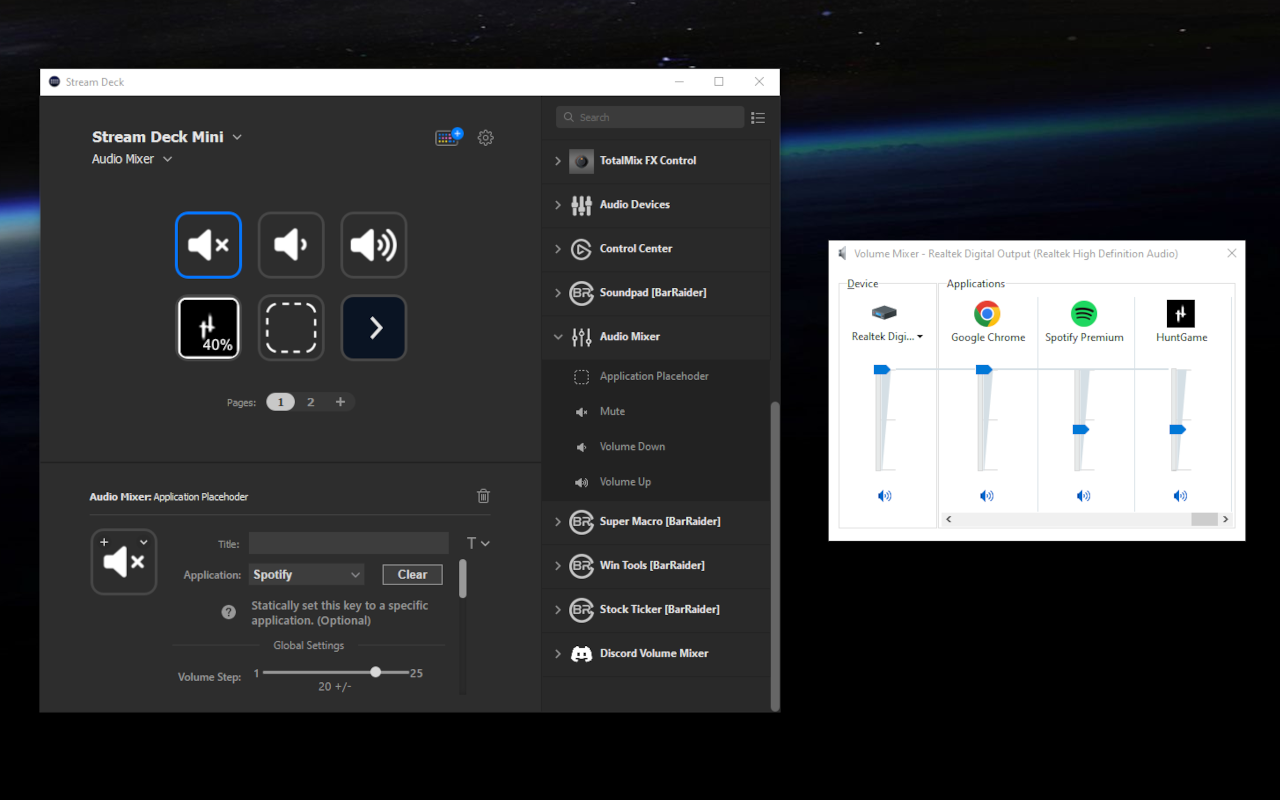 Stream Deck
Stream Deck Mini
Audio Mixer
40%
Pages: 1 2 +
Audio Mixer: Application Placehoder
Title:
T
Application: Spotify Clear
?
Statically set this key to a specific
application. (Optional)
Global Settings
Volume Step: 1 25
20 +/-
Search
TotalMix FX Control
Audio Devices
Control Center
BR Soundpad [BarRaider]
Audio Mixer
Application Placehoder
Mute
Volume Down
Volume Up
BR Super Macro [BarRaider]
BR Win Tools [BarRaider]
BR Stock Ticker [BarRaider]
Discord Volume Mixer
Volume Mixer - Realtek Digital Output (Realtek High Definition Audio)
Device
Applications
Realtek Digi...
Google Chrome
Spotify Premium
HuntGame